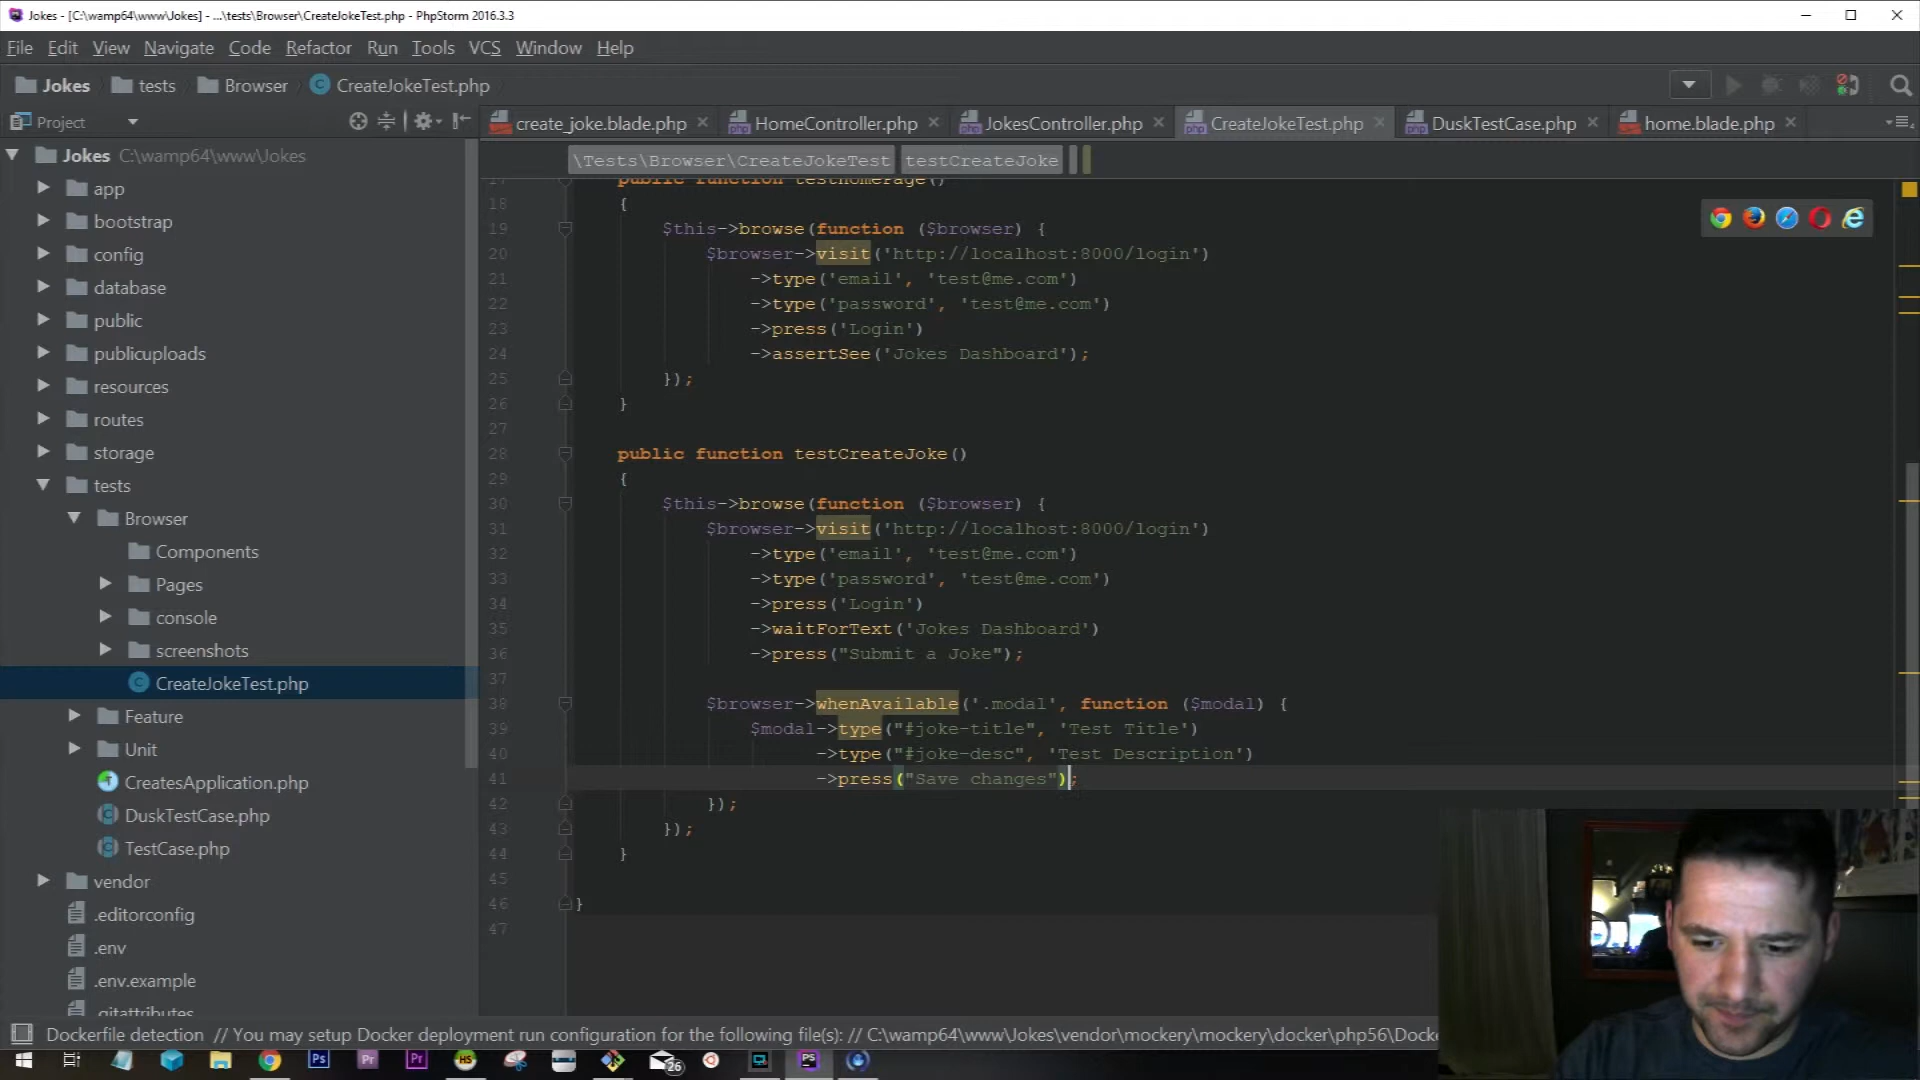 Jokes - [C:\wamp64\www\Jokes] - ...\tests\Browser\CreateJokeTest.php - PhpStorm 2016.3.3
File Edit View Navigate Code Refactor Run Tools VCS Window Help
Jokes tests Browser CreateJokeTest.php
Project
create_joke.blade.php HomeController.php JokesController.php CreateJokeTest.php DuskTestCase.php home.blade.php
\Tests\Browser\CreateJokeTest testCreateJoke
Jokes C:\wamp64\www\Jokes
app
bootstrap
config
database
public
publicuploads
resources
routes
storage
tests
Browser
Components
Pages
console
screenshots
CreateJokeTest.php
Feature
Unit
CreatesApplication.php
DuskTestCase.php
TestCase.php
vendor
.editorconfig
.env
.env.example
.gitattributes
17 public function testHomePage()
18 {
19 $this->browse(function ($browser) {
20 $browser->visit('http://localhost:8000/login')
21 ->type('email', 'test@me.com')
22 ->type('password', 'test@me.com')
23 ->press('Login')
24 ->assertSee('Jokes Dashboard');
25 });
26 }
27
28 public function testCreateJoke()
29 {
30 $this->browse(function ($browser) {
31 $browser->visit('http://localhost:8000/login')
32 ->type('email', 'test@me.com')
33 ->type('password', 'test@me.com')
34 ->press('Login')
35 ->waitForText('Jokes Dashboard')
36 ->press("Submit a Joke");
37
38 $browser->whenAvailable('.modal', function ($modal) {
39 $modal->type("#joke-title", 'Test Title')
40 ->type("#joke-desc", 'Test Description')
41 ->press("Save changes");
42 });
43 });
44 }
45
46 }
47
Dockerfile detection // You may setup Docker deployment run configuration for the following file(s): // C:\wamp64\www\Jokes\vendor\mockery\mockery\docker\php56\Docke
26